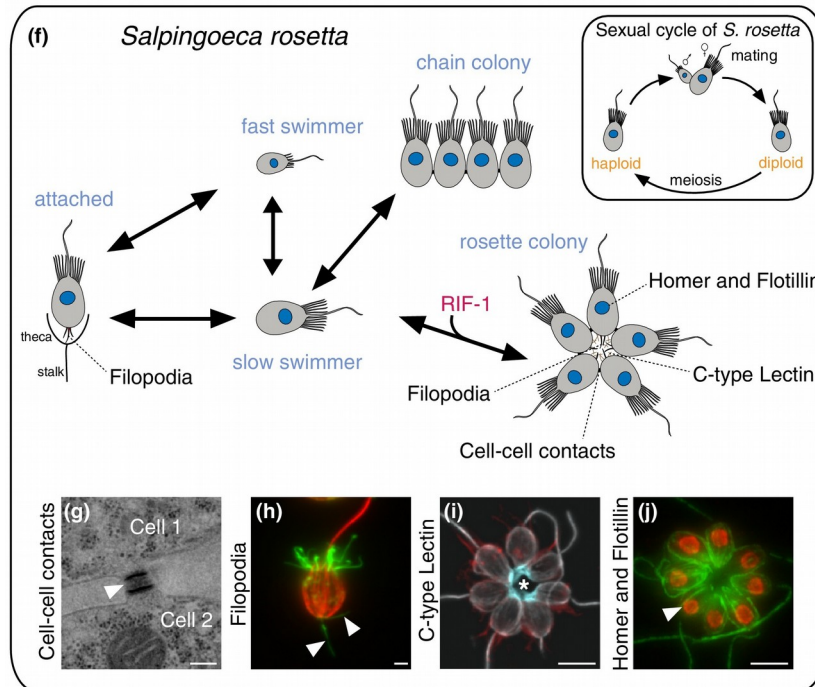 (f)
Salpingoeca rosetta
Sexual cycle of S. rosetta
♂
♀
mating
haploid
diploid
meiosis
chain colony
fast swimmer
attached
rosette colony
Homer and Flotillin
RIF-1
theca
stalk
Filopodia
slow swimmer
C-type Lectin
Filopodia
Cell-cell contacts
Cell-cell contacts
(g)
Cell 1
Cell 2
Filopodia
(h)
C-type Lectin
(i)
*
Homer and Flotillin
(j)